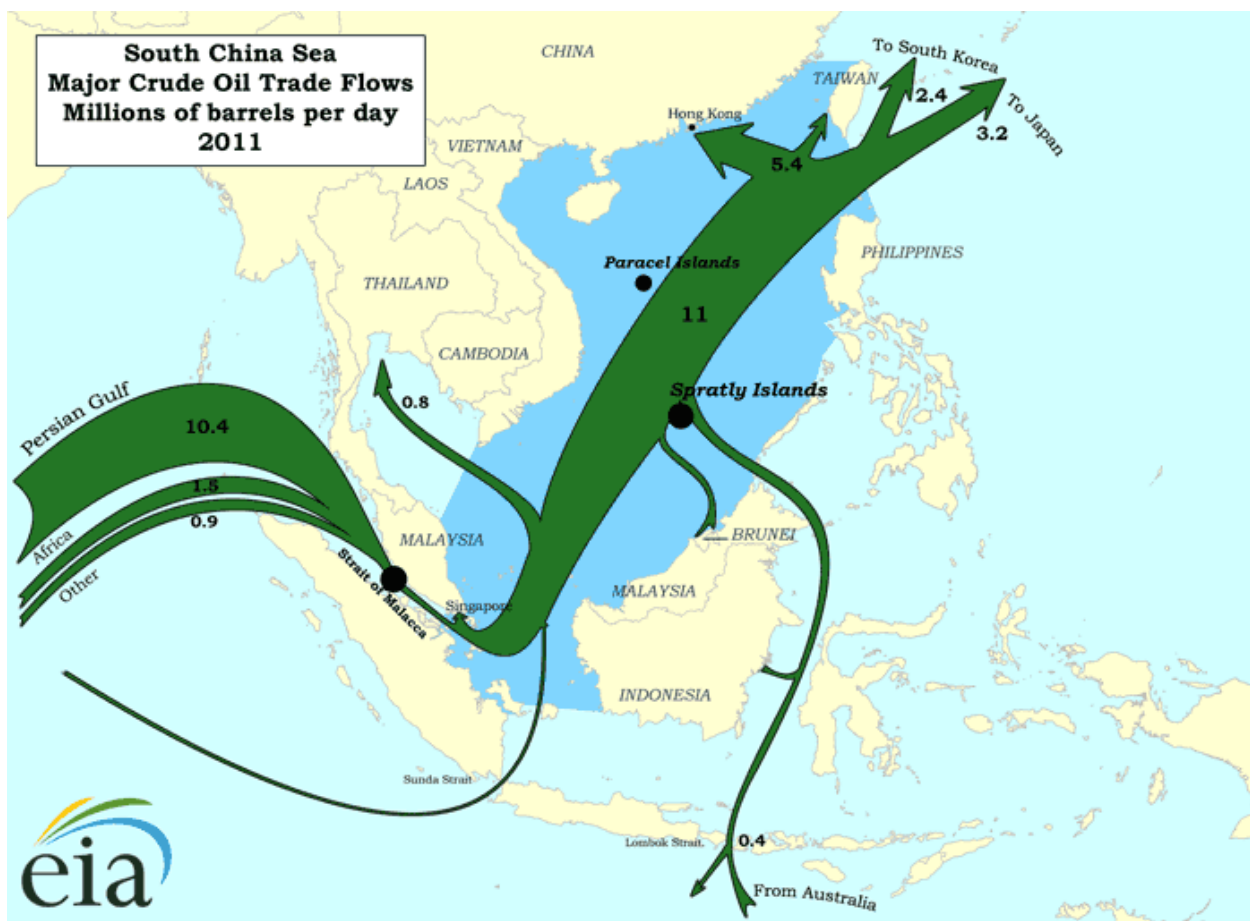 South China Sea
Major Crude Oil Trade Flows
Millions of barrels per day
2011
CHINA
To South Korea
TAIWAN
2.4
To Japan
3.2
Hong Kong
5.4
VIETNAM
LAOS
PHILIPPINES
Paracel Islands
THAILAND
11
CAMBODIA
Spratly Islands
0.8
Persian Gulf
10.4
1.5
0.9
Africa
Other
MALAYSIA
BRUNEI
Strait of Malacca
Singapore
MALAYSIA
INDONESIA
Sunda Strait
Lombok Strait.
0.4
From Australia
eia